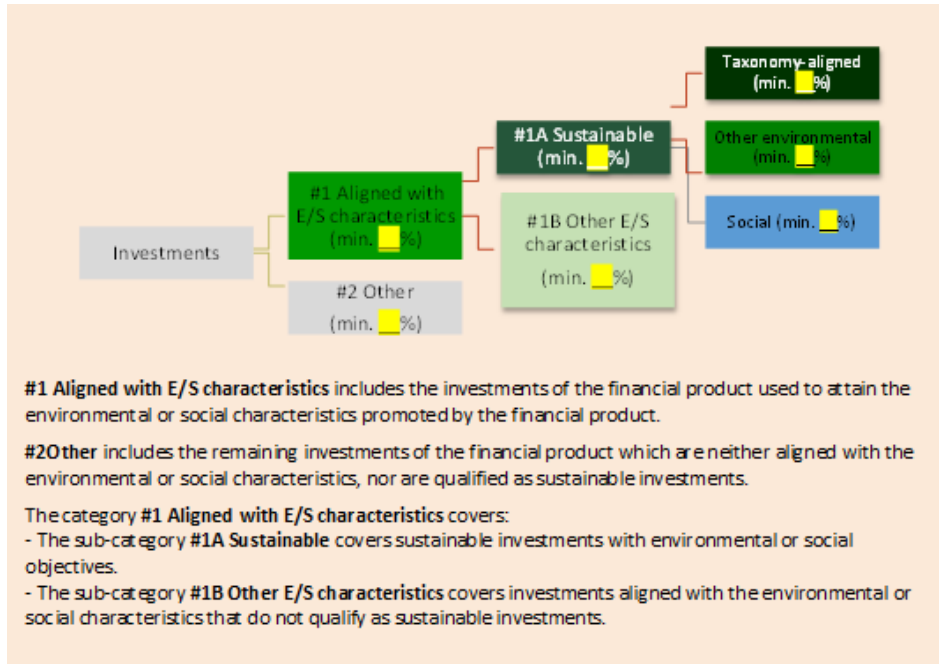 Taxonomy-aligned
(min. __%)
#1A Sustainable
(min. __%)
Other environmental
(min. __%)
#1 Aligned with
E/S characteristics
(min. __%)
#1B Other E/S
characteristics
(min. __%)
Social (min. __%)
Investments
#2 Other
(min. __%)
#1 Aligned with E/S characteristics includes the investments of the financial product used to attain the
environmental or social characteristics promoted by the financial product.
#2Other includes the remaining investments of the financial product which are neither aligned with the
environmental or social characteristics, nor are qualified as sustainable investments.
The category #1 Aligned with E/S characteristics covers:
- The sub-category #1A Sustainable covers sustainable investments with environmental or social
objectives.
- The sub-category #1B Other E/S characteristics covers investments aligned with the environmental or
social characteristics that do not qualify as sustainable investments.